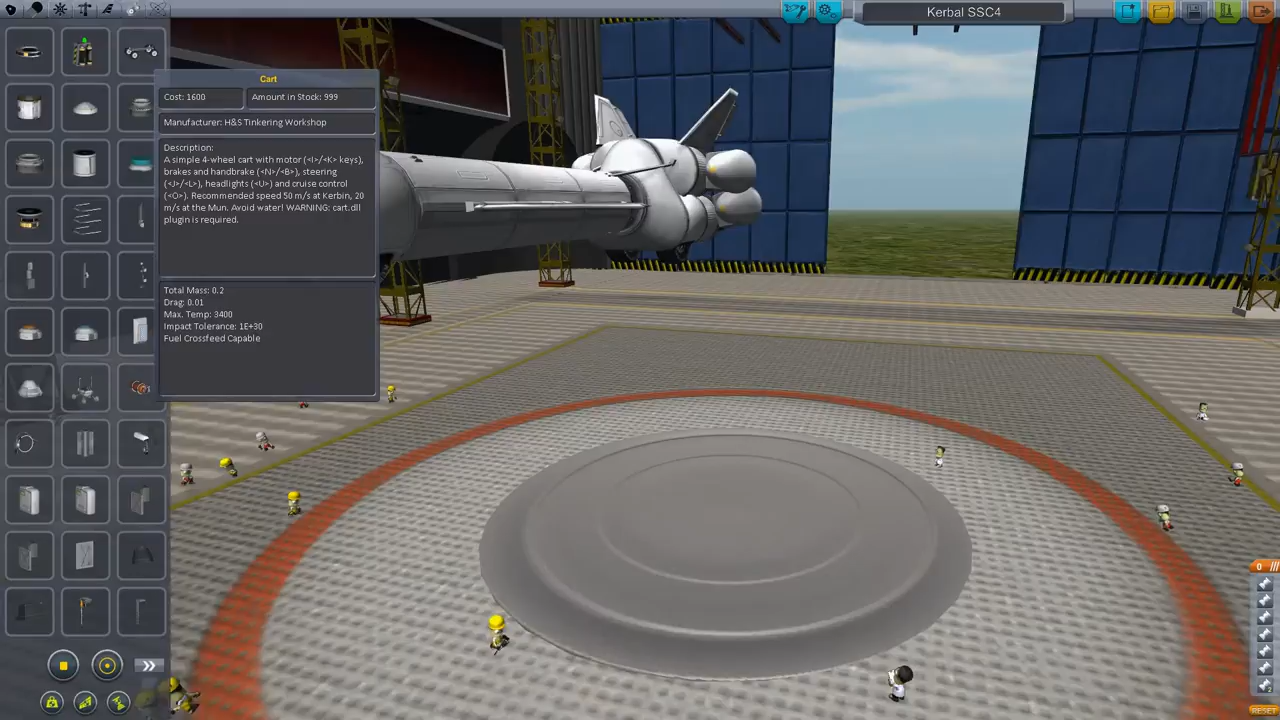 Kerbal SSC4
Cart
Cost: 1600
Amount in Stock: 999
Manufacturer: H&S Tinkering Workshop
Description:
A simple 4-wheel cart with motor (<I>/<K> keys),
brakes and handbrake (<N>/<B>), steering
(<J>/<L>), headlights (<U>) and cruise control
(<O>). Recommended speed 50 m/s at Kerbin, 20
m/s at the Mun. Avoid water! WARNING: cart.dll
plugin is required.
Total Mass: 0.2
Drag: 0.01
Max. Temp: 3400
Impact Tolerance: 1E+30
Fuel Crossfeed Capable
0
2
RESET